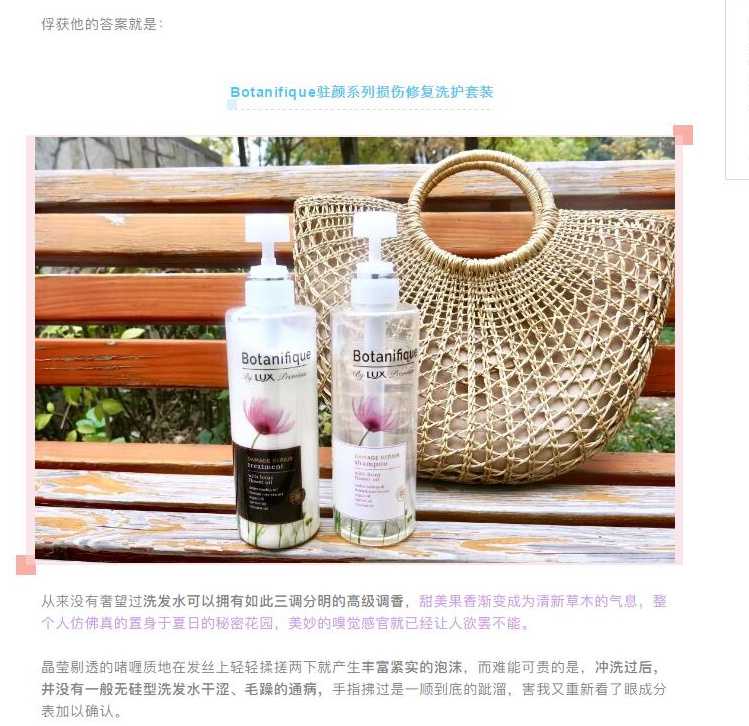 俘获他的答案就是：
Botanifique驻颜系列损伤修复洗护套装
Botanifique
By LUX Premium
DAMAGE REPAIR
treatment
with lotus
flower oil
Botanifique
By LUX Premium
DAMAGE REPAIR
shampoo
with lotus
flower oil
从来没有奢望过洗发水可以拥有如此三调分明的高级调香，甜美果香渐变成为清新草木的气息，整
个人仿佛真的置身于夏日的秘密花园，美妙的嗅觉感官就已经让人欲罢不能。
晶莹剔透的啫喱质地在发丝上轻轻揉搓两下就产生丰富紧实的泡沫，而难能可贵的是，冲洗过后，
并没有一般无硅型洗发水干涩、毛躁的通病，手指拂过是一顺到底的跐溜，害我又重新看了眼成分
表加以确认。